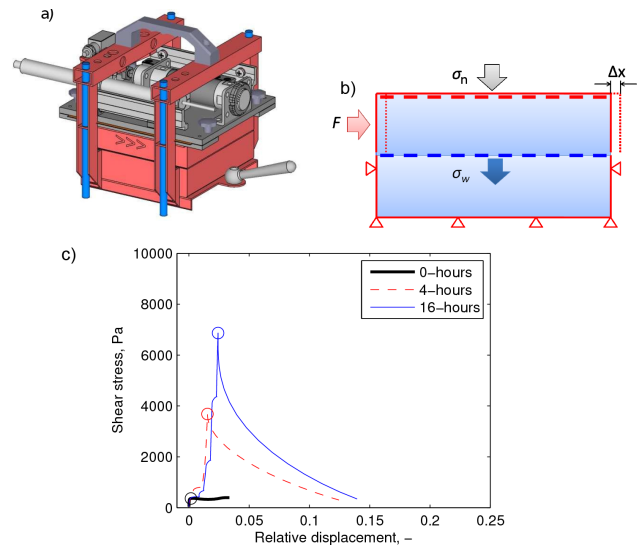 a)
b)
σn
Δx
F
σw
c)
10000
8000
6000
4000
2000
0
Shear stress, Pa
0-hours
4-hours
16-hours
0
0.05
0.1
0.15
0.2
0.25
Relative displacement, -